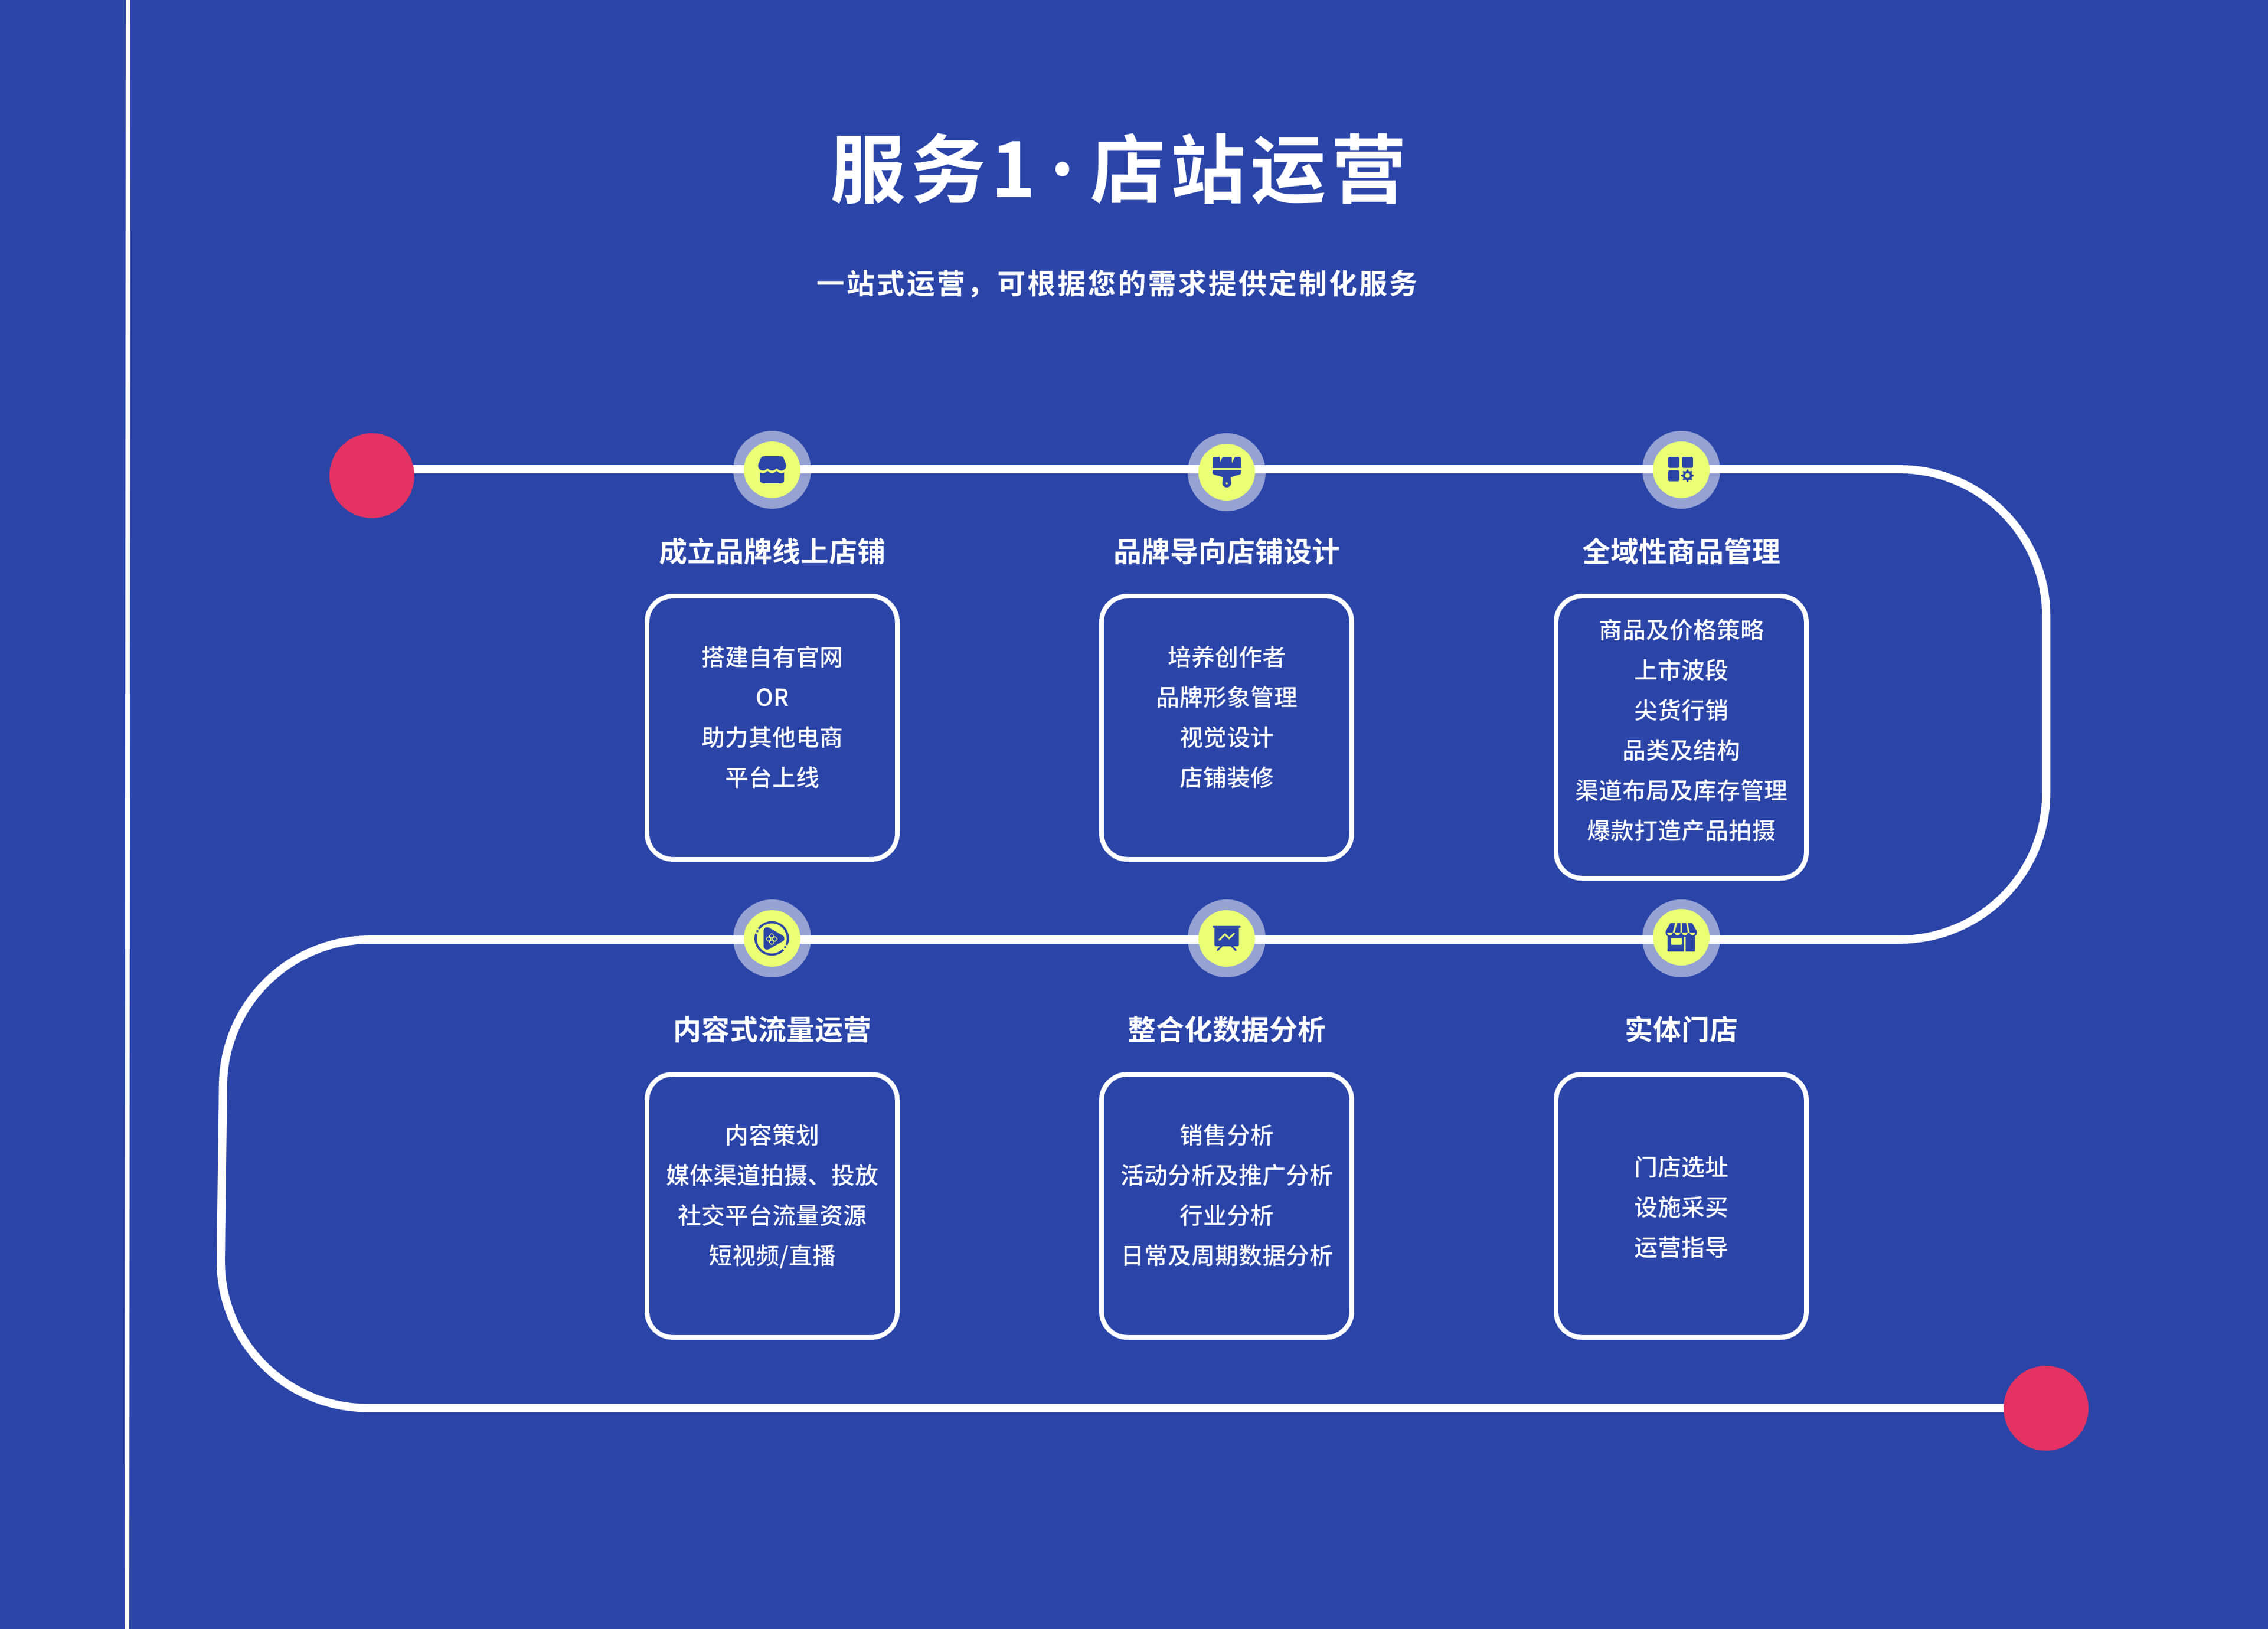 服务1·店站运营
一站式运营，可根据您的需求提供定制化服务
成立品牌线上店铺
搭建自有官网
OR
助力其他电商
平台上线
品牌导向店铺设计
培养创作者
品牌形象管理
视觉设计
店铺装修
全域性商品管理
商品及价格策略
上市波段
尖货行销
品类及结构
渠道布局及库存管理
爆款打造产品拍摄
内容式流量运营
内容策划
媒体渠道拍摄、投放
社交平台流量资源
短视频/直播
整合化数据分析
销售分析
活动分析及推广分析
行业分析
日常及周期数据分析
实体门店
门店选址
设施采买
运营指导